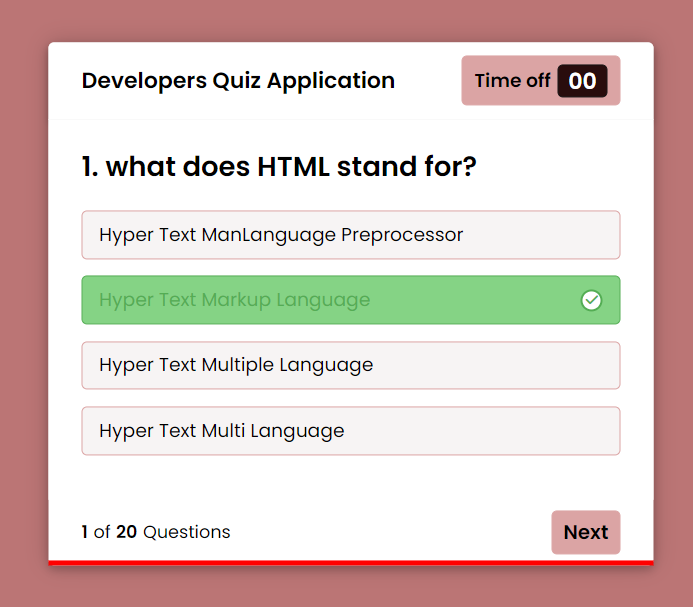 Developers Quiz Application
Time off 00
1. what does HTML stand for?
Hyper Text ManLanguage Preprocessor
Hyper Text Markup Language
Hyper Text Multiple Language
Hyper Text Multi Language
1 of 20 Questions
Next